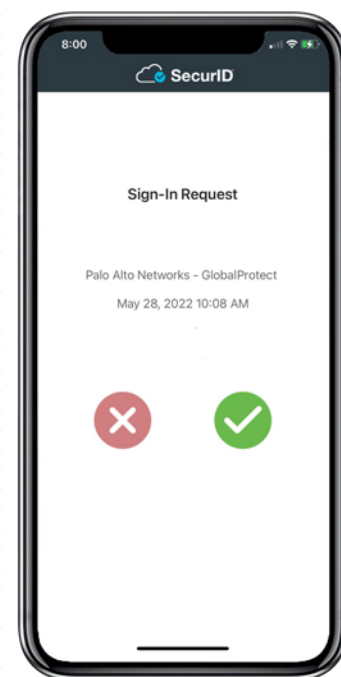 8:00
SecurID
Sign-In Request
Palo Alto Networks - GlobalProtect
May 28, 2022 10:08 AM